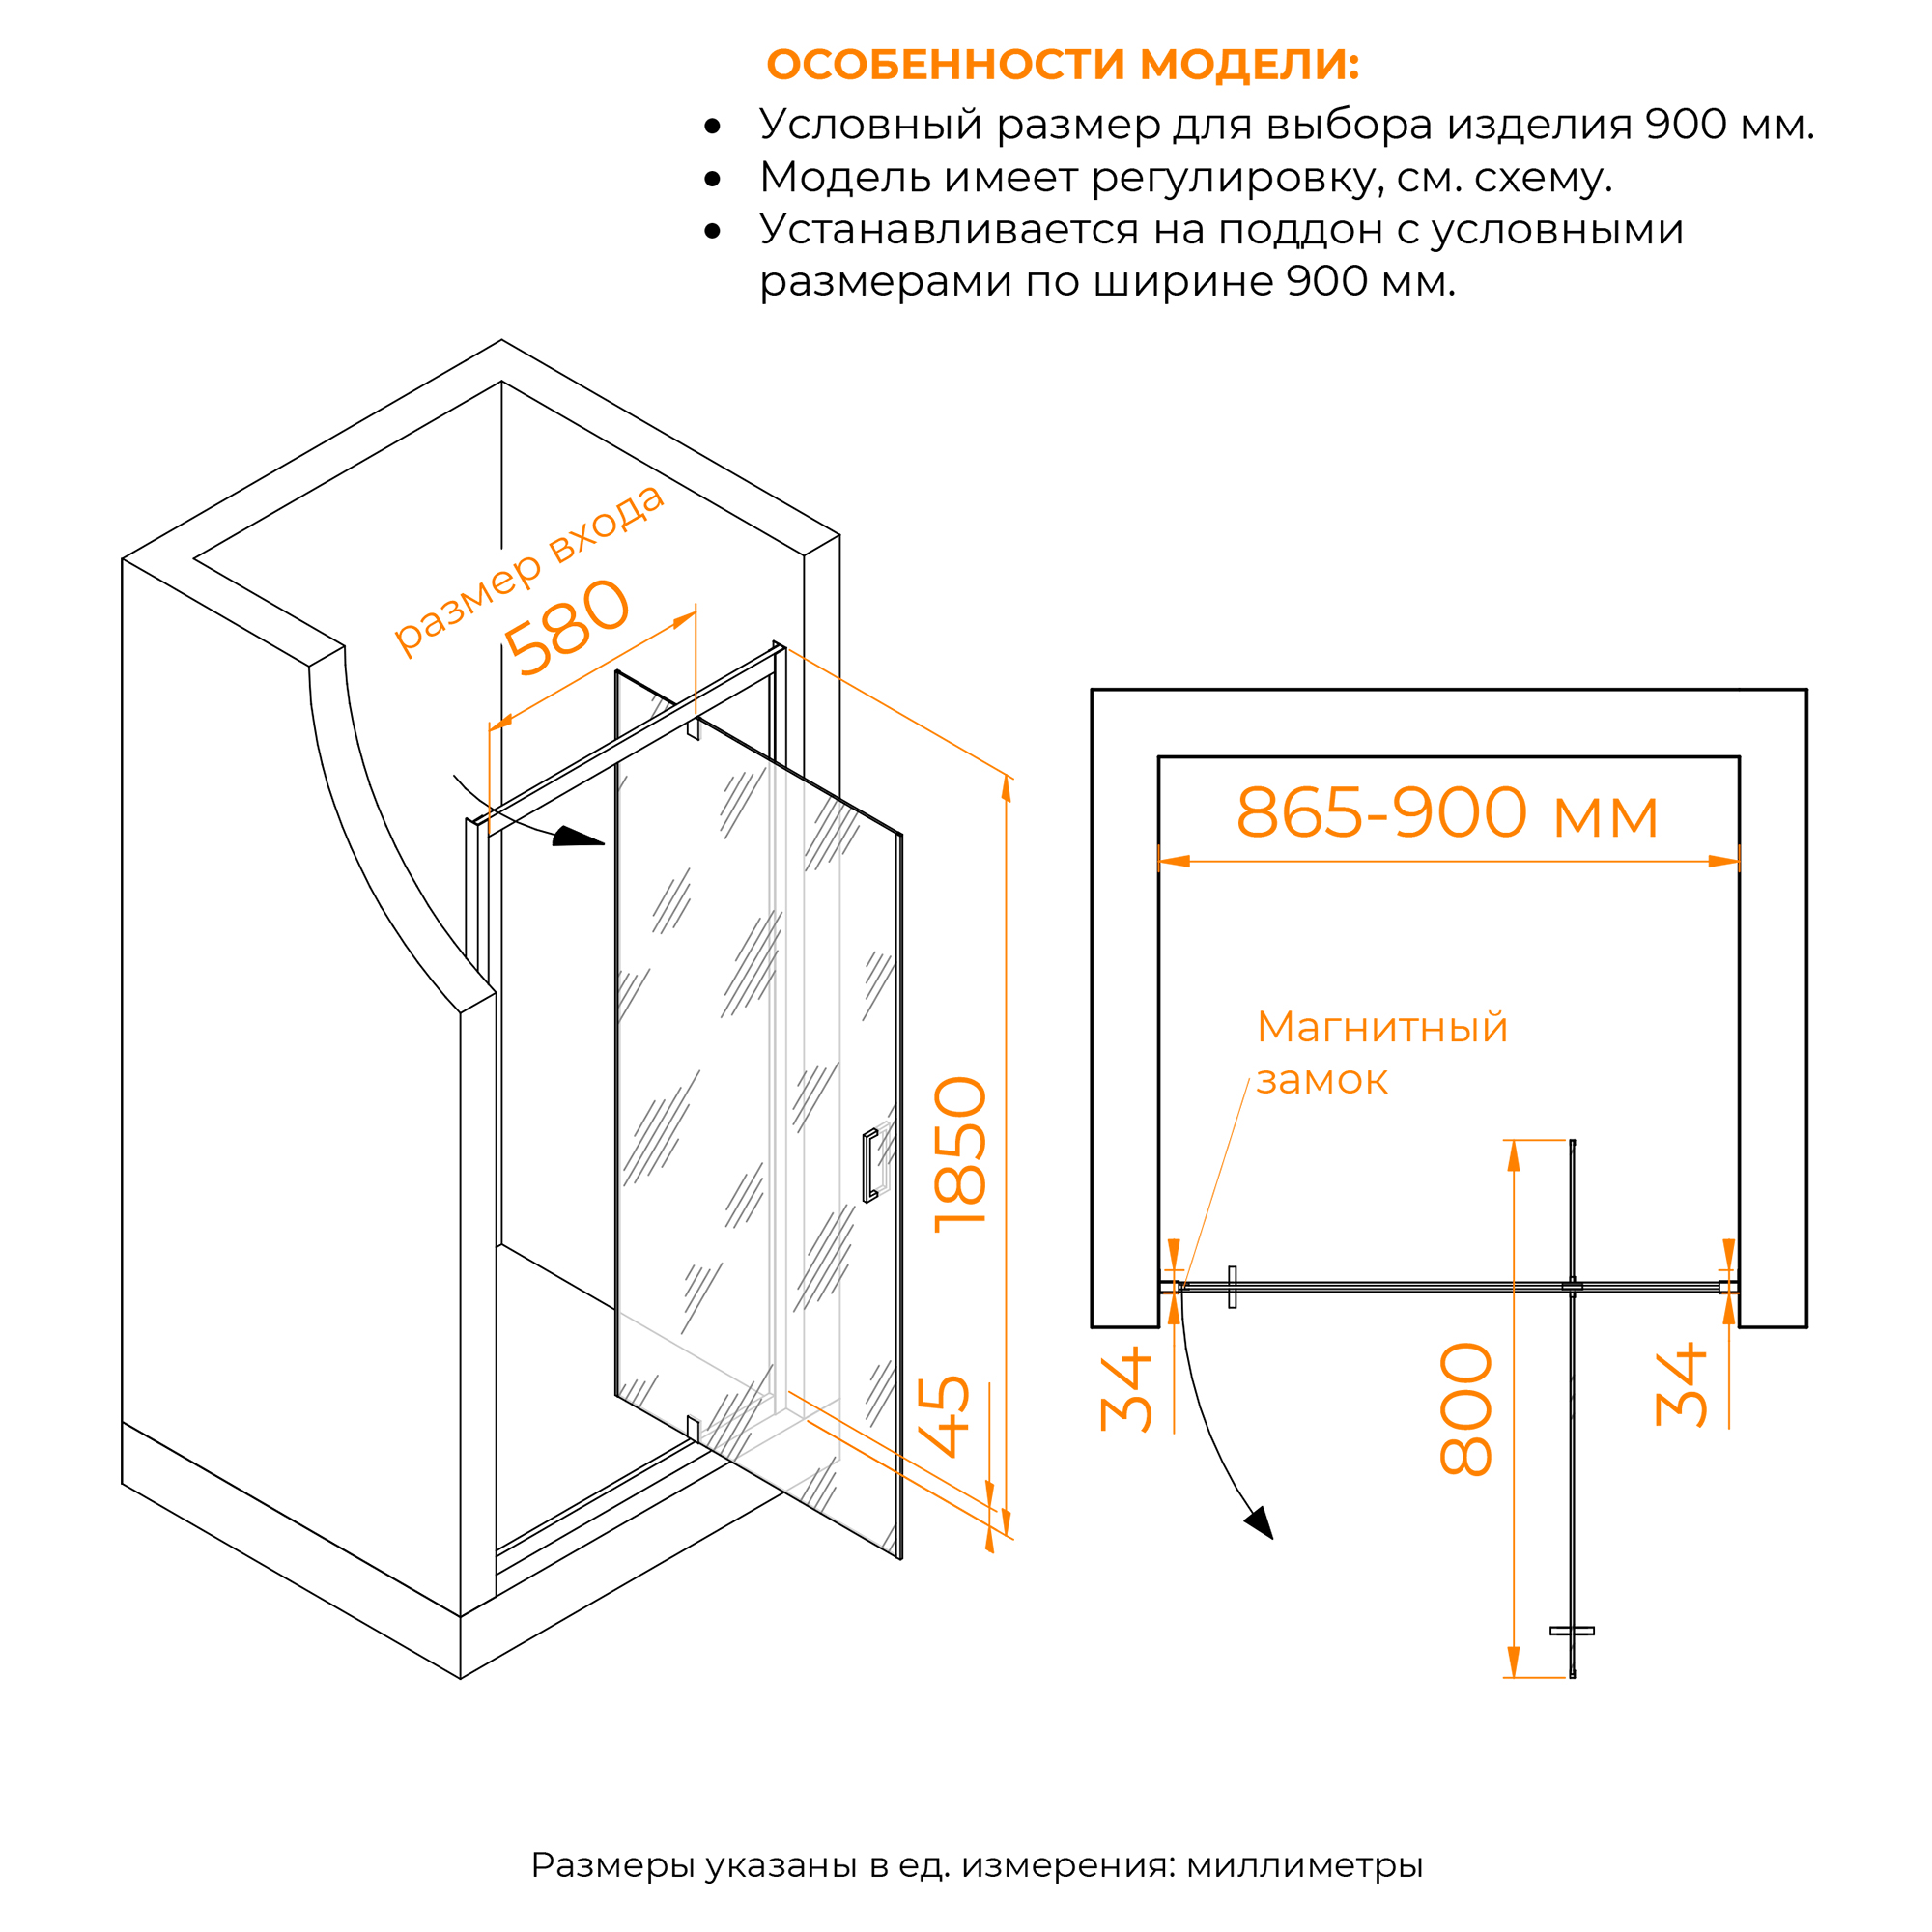 ОСОБЕННОСТИ МОДЕЛИ:
• Условный размер для выбора изделия 900 мм.
• Модель имеет регулировку, см. схему.
• Устанавливается на поддон с условными
размерами по ширине 900 мм.
размер входа
580
1850
45
865-900 мм
Магнитный
замок
34
800
34
Размеры указаны в ед. измерения: миллиметры